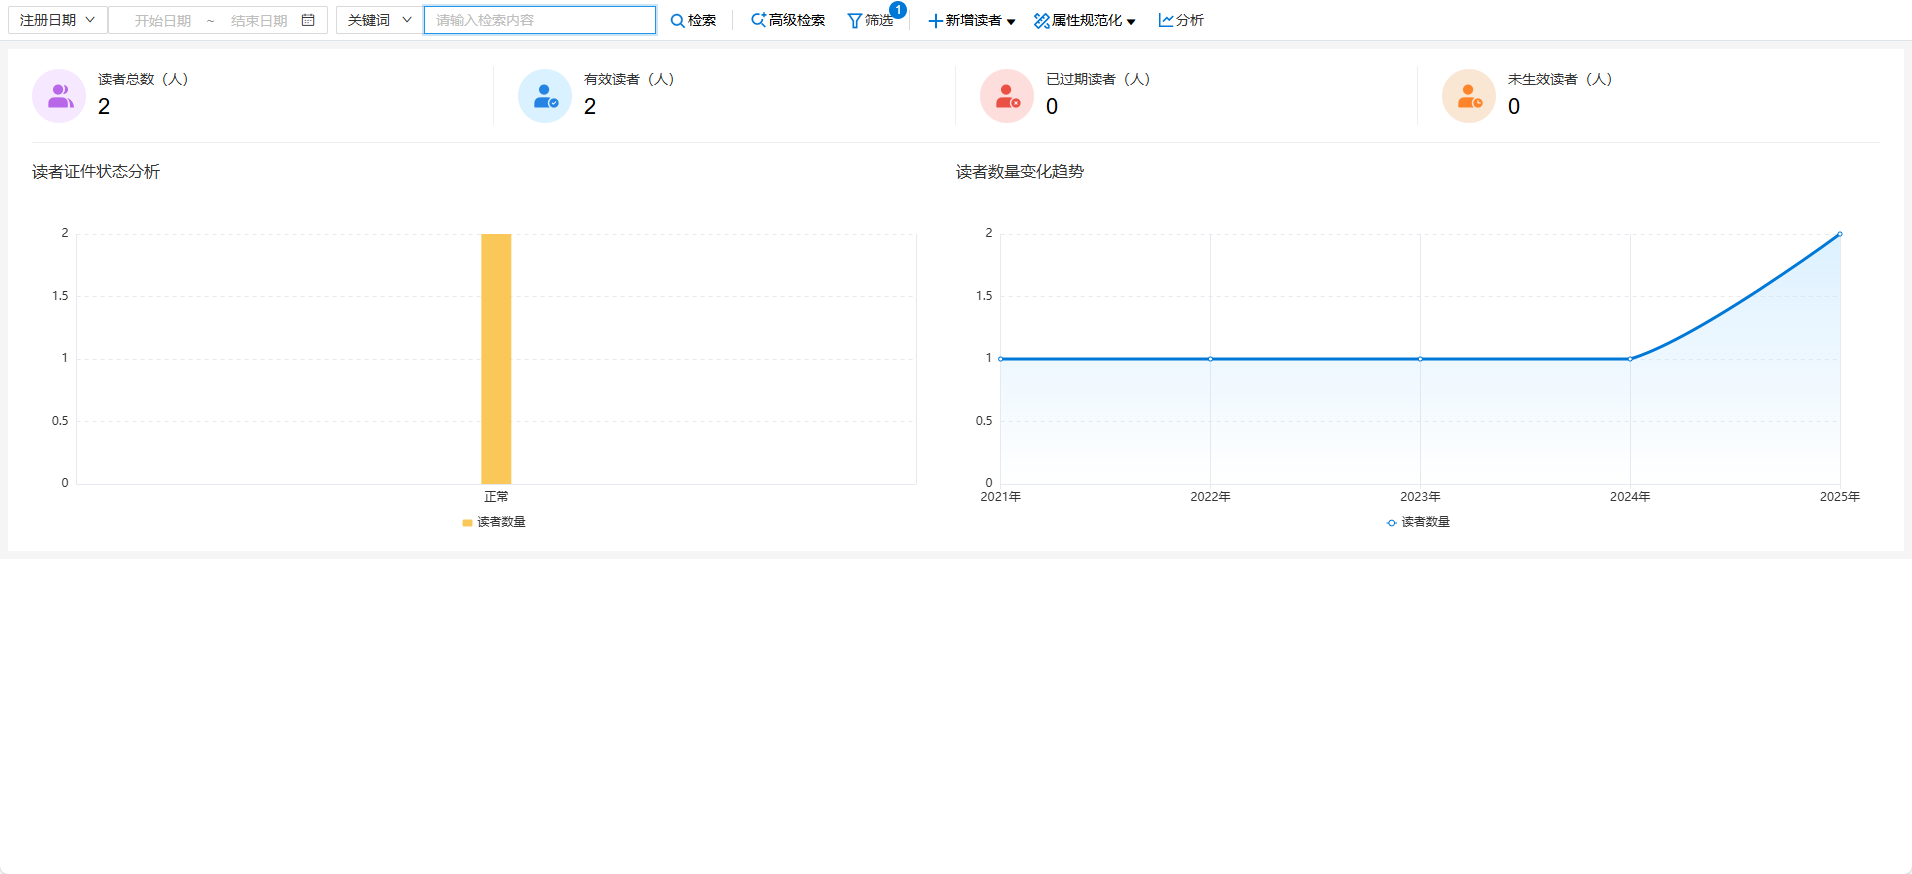 注册日期 开始日期 ~ 结束日期 关键词 请输入检索内容 检索 高级检索 筛选 1 新增读者 属性规范化 分析
读者总数（人） 有效读者（人） 已过期读者（人） 未生效读者（人）
2 2 0 0
读者证件状态分析 读者数量变化趋势
2
1.5
1
0.5
0
正常
读者数量
2
1.5
1
0.5
0
2021年 2022年 2023年 2024年 2025年
读者数量